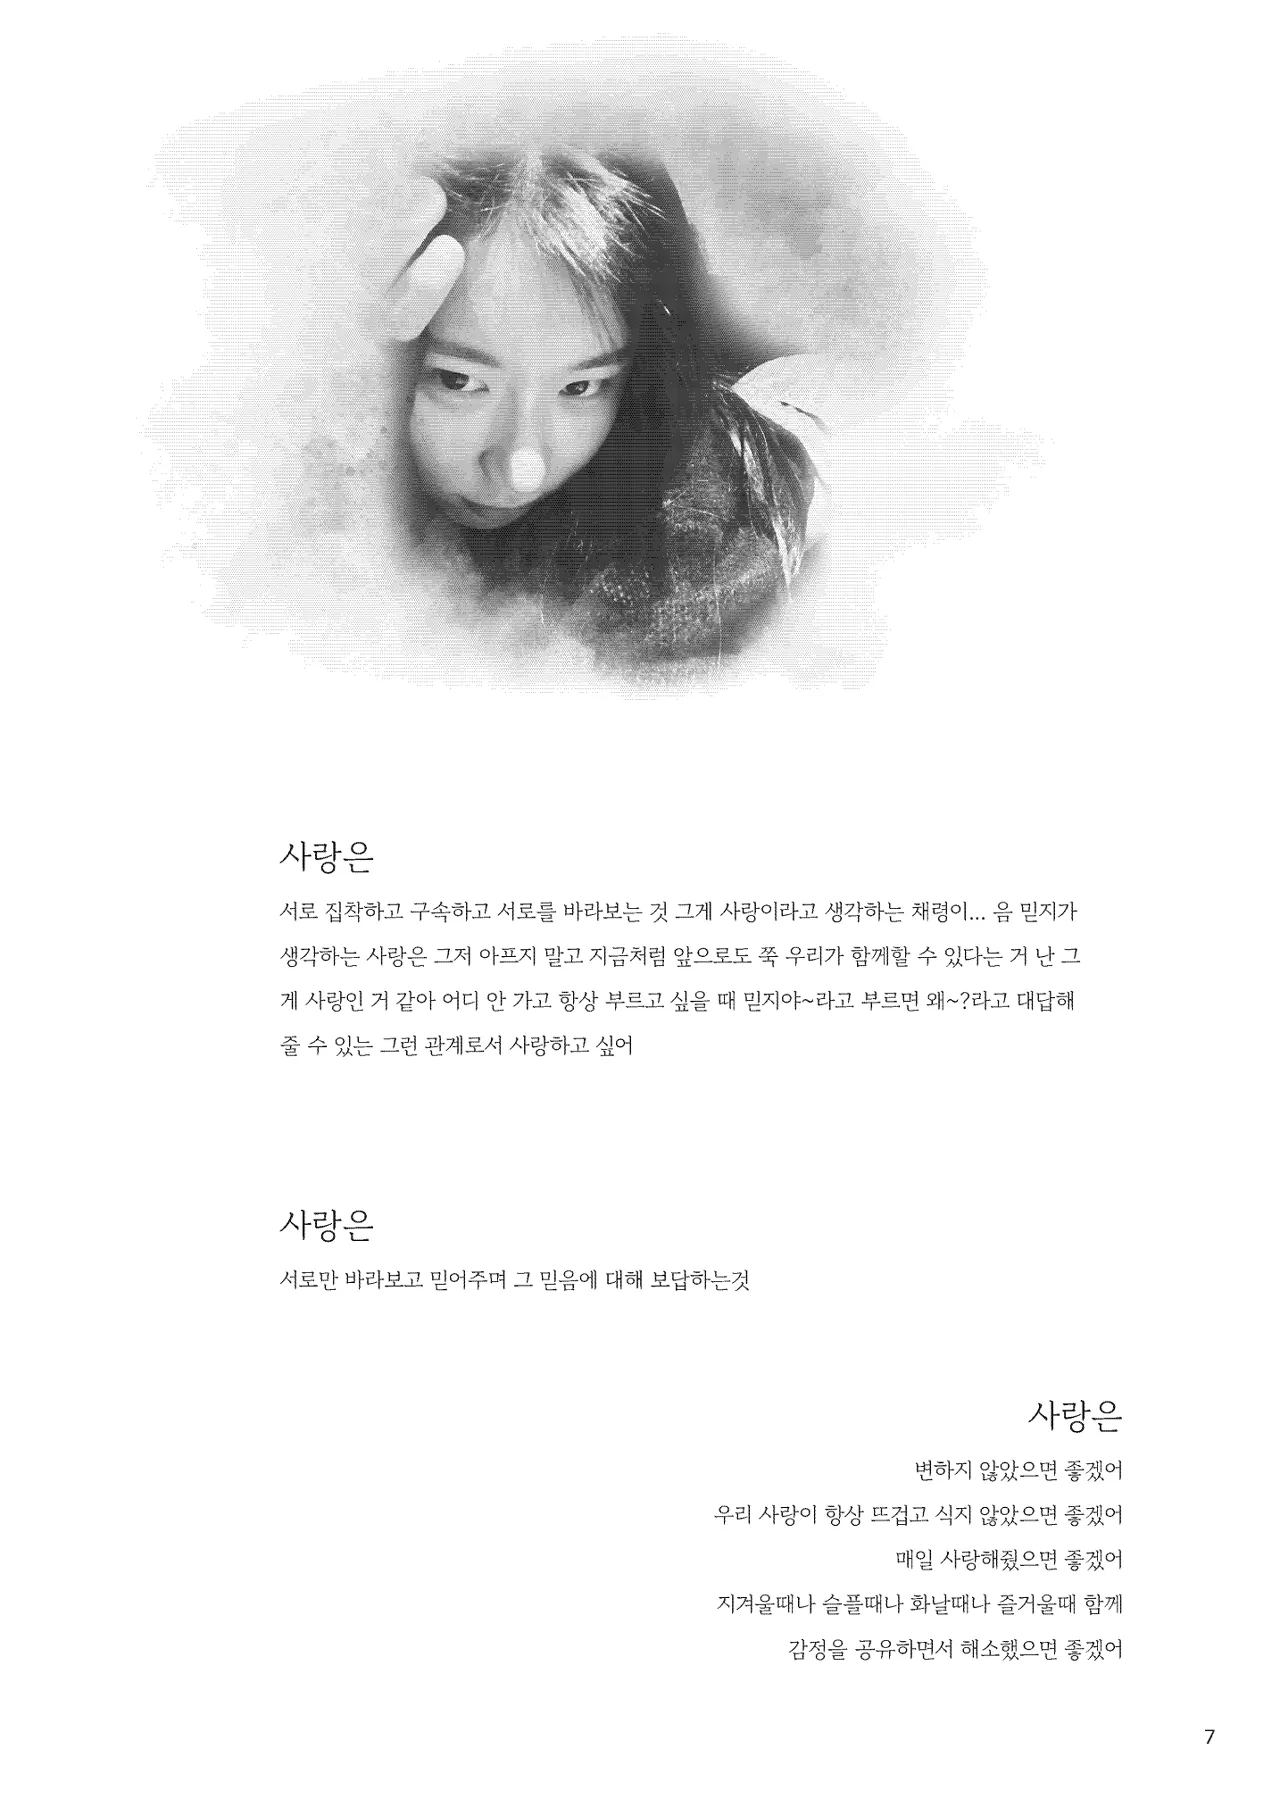 사랑은
서로 집착하고 구속하고 서로를 바라보는 것 그게 사랑이라고 생각하는 채령이... 음 믿지가
생각하는 사랑은 그저 아프지 말고 지금처럼 앞으로도 쭉 우리가 함께할 수 있다는 거 난 그
게 사랑인 거 같아 어디 안 가고 항상 부르고 싶을 때 믿지야~라고 부르면 왜~?라고 대답해
줄 수 있는 그런 관계로서 사랑하고 싶어
사랑은
서로만 바라보고 믿어주며 그 믿음에 대해 보답하는것
사랑은
변하지 않았으면 좋겠어
우리 사랑이 항상 뜨겁고 식지 않았으면 좋겠어
매일 사랑해줬으면 좋겠어
지겨울때나 슬플때나 화날때나 즐거울때 함께
감정을 공유하면서 해소했으면 좋겠어
7